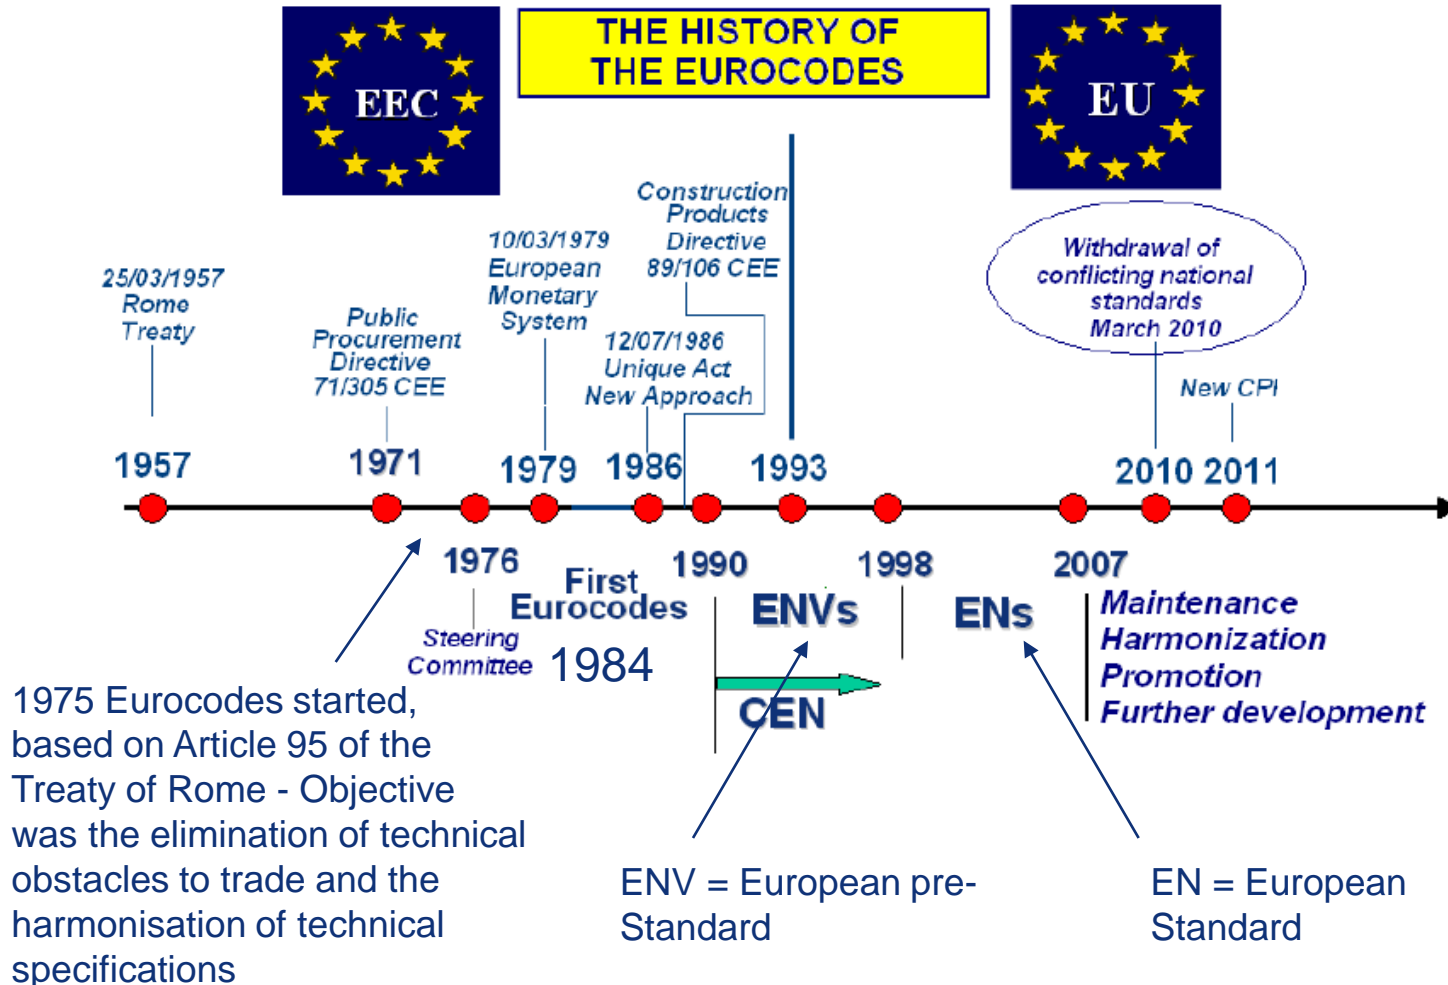 THE HISTORY OF
THE EUROCODES
EEC
EU
25/03/1957
Rome
Treaty
Public
Procurement
Directive
71/305 CEE
10/03/1979
European
Monetary
System
12/07/1986
Unique Act
New Approach
Construction
Products
Directive
89/106 CEE
Withdrawal of
conflicting national
standards
March 2010
New CPI
1957
1971
1979
1986
1993
2010
2011
1976
1990
1998
2007
Steering
Committee
First
Eurocodes
1984
ENVs
CEN
ENs
Maintenance
Harmonization
Promotion
Further development
1975 Eurocodes started,
based on Article 95 of the
Treaty of Rome - Objective
was the elimination of technical
obstacles to trade and the
harmonisation of technical
specifications
ENV = European pre-
Standard
EN = European
Standard